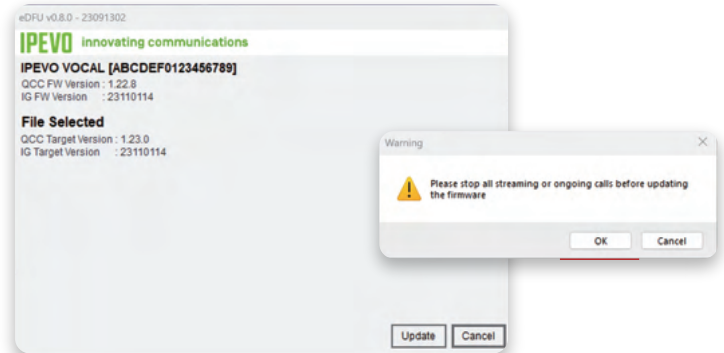 eDFU v0.8.0 - 23091302
IPEVO innovating communications
IPEVO VOCAL [ABCDEF0123456789]
QCC FW Version : 1.22.8
IG FW Version : 23110114
File Selected
QCC Target Version : 1.23.0
IG Target Version : 23110114
Update Cancel
Warning
Please stop all streaming or ongoing calls before updating
the firmware
OK Cancel